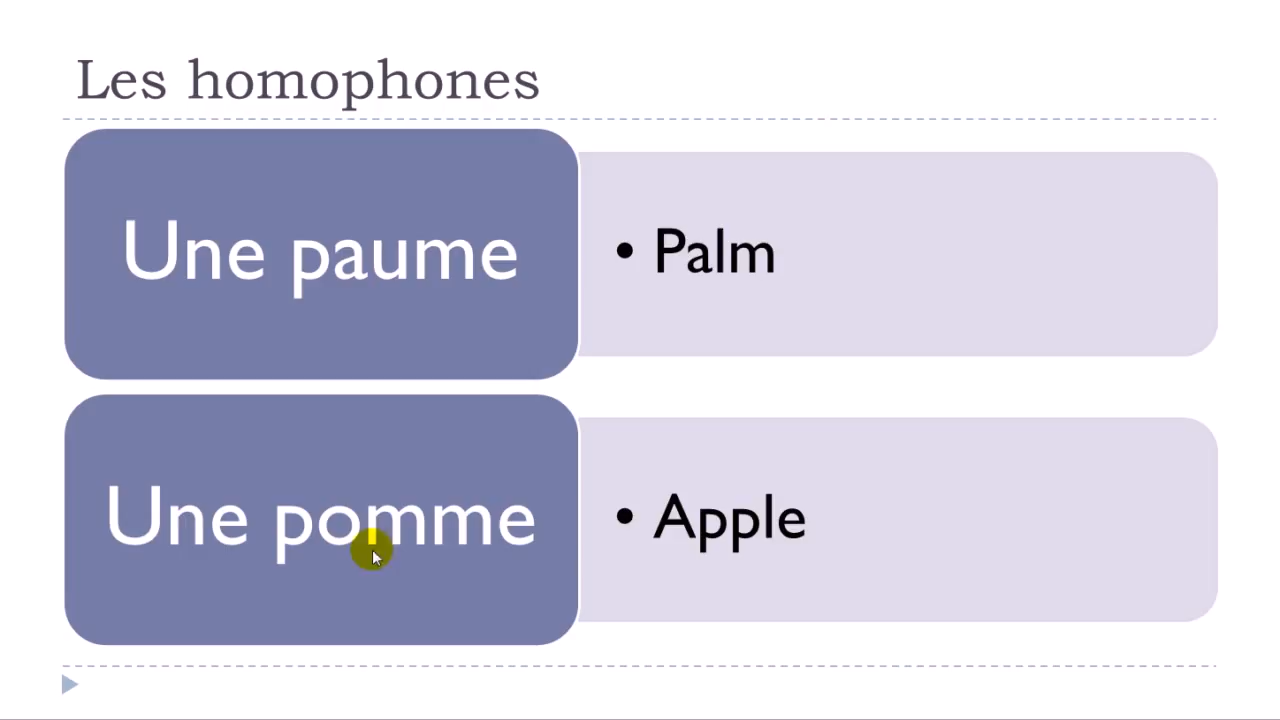 Les homophones
Une paume
• Palm
Une pomme
• Apple